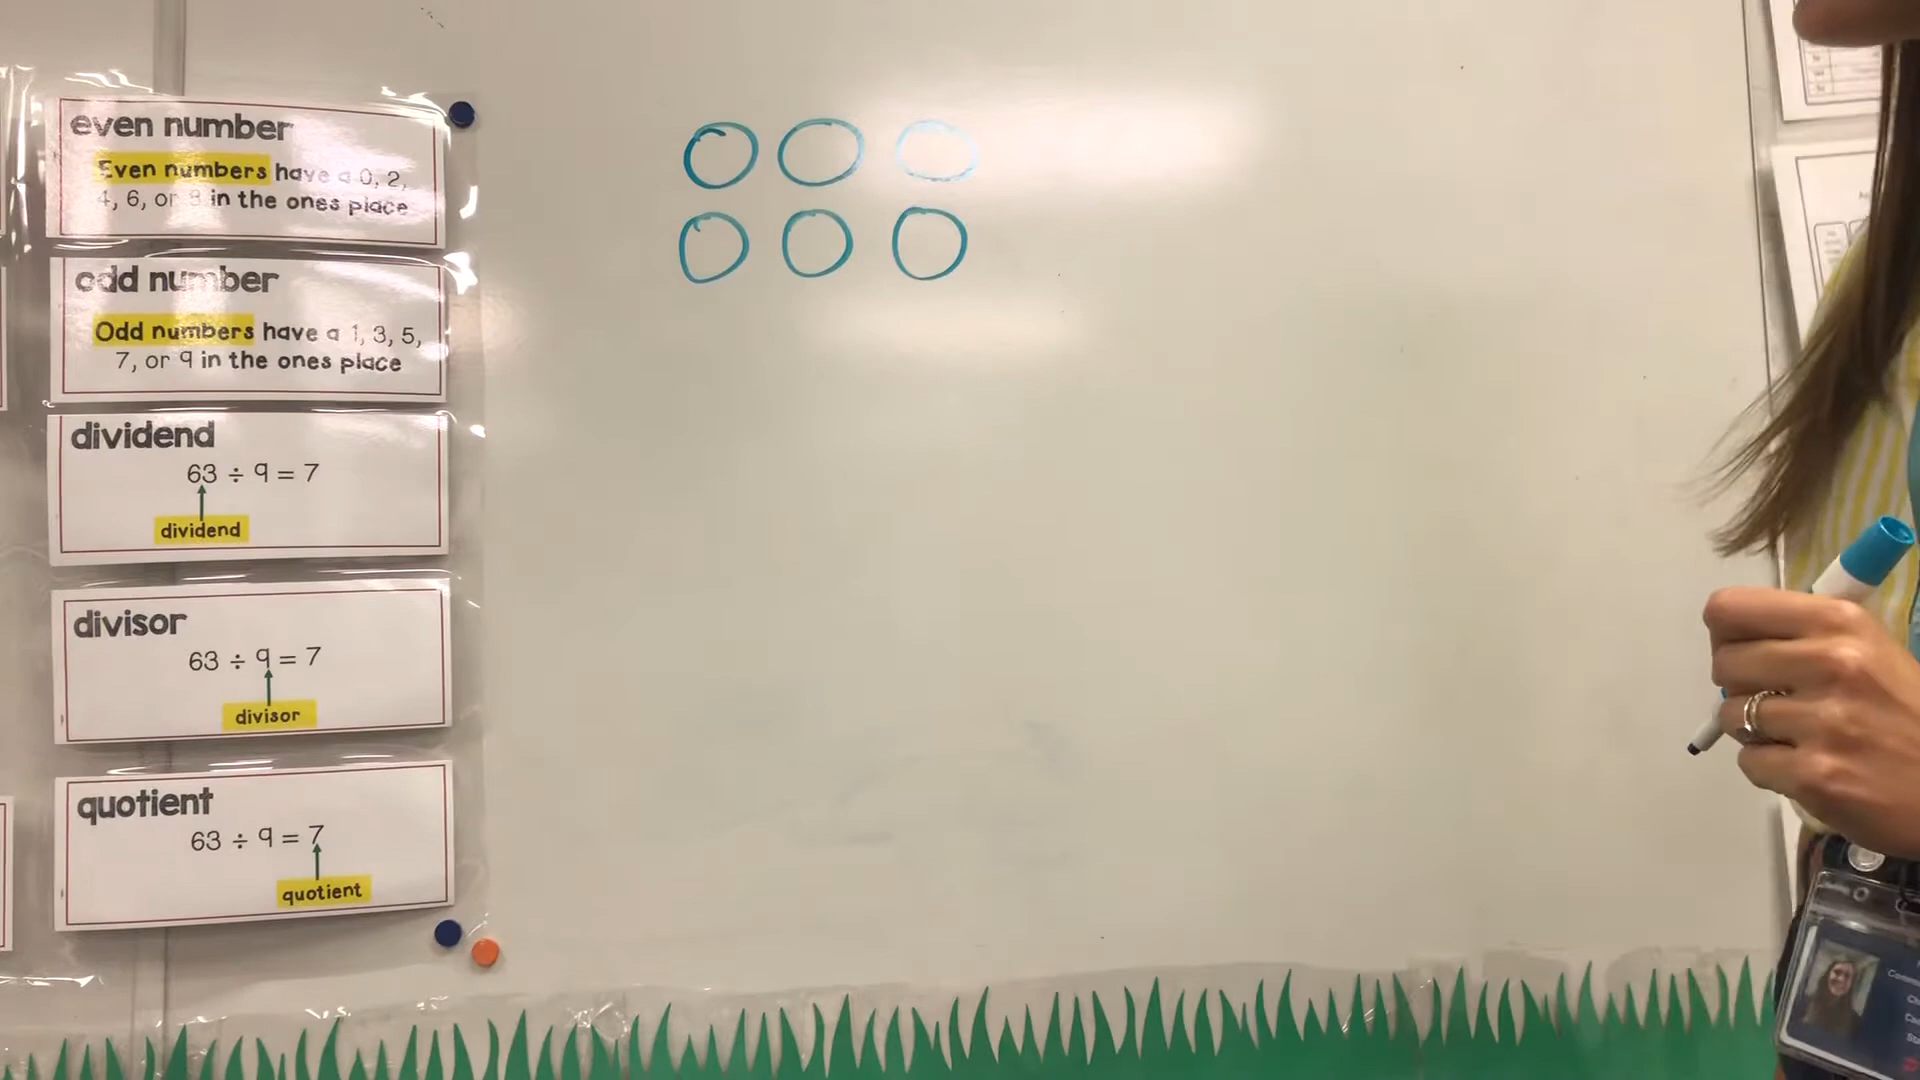 even number
Even numbers have a 0, 2,
4, 6, or 8 in the ones place
odd number
Odd numbers have a 1, 3, 5,
7, or 9 in the ones place
dividend
63 ÷ 9 = 7
dividend
divisor
63 ÷ 9 = 7
divisor
quotient
63 ÷ 9 = 7
quotient